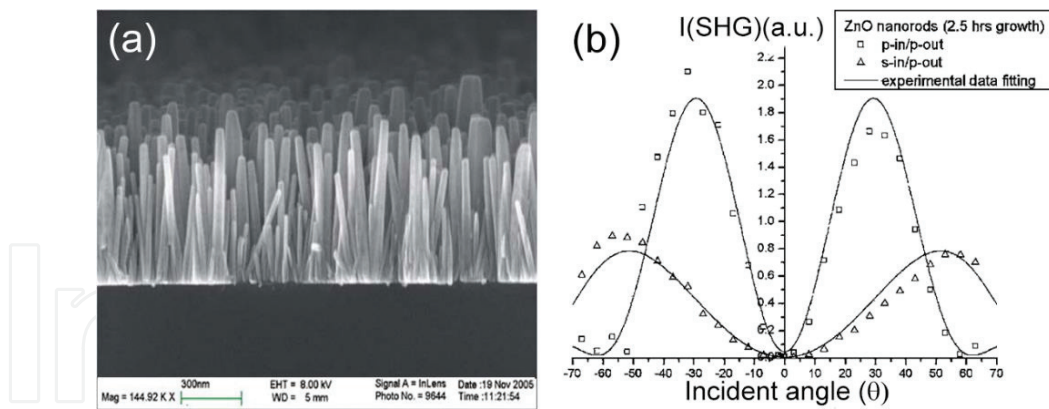 (a)
300nm
Mag = 144.92 K X
EHT = 8.00 kV
WD = 5 mm
Signal A = InLens
Photo No. = 9644
Date :19 Nov 2005
Time :11:21:54
(b)
I(SHG)(a.u.)
ZnO nanorods (2.5 hrs growth)
p-in/p-out
s-in/p-out
experimental data fitting
2.2
2.0
1.8
1.6
1.4
1.2
1.0
0.8
0.6
0.4
0.2
0.0
-70 -60 -50 -40 -30 -20 -10 0 10 20 30 40 50 60 70
Incident angle (θ)